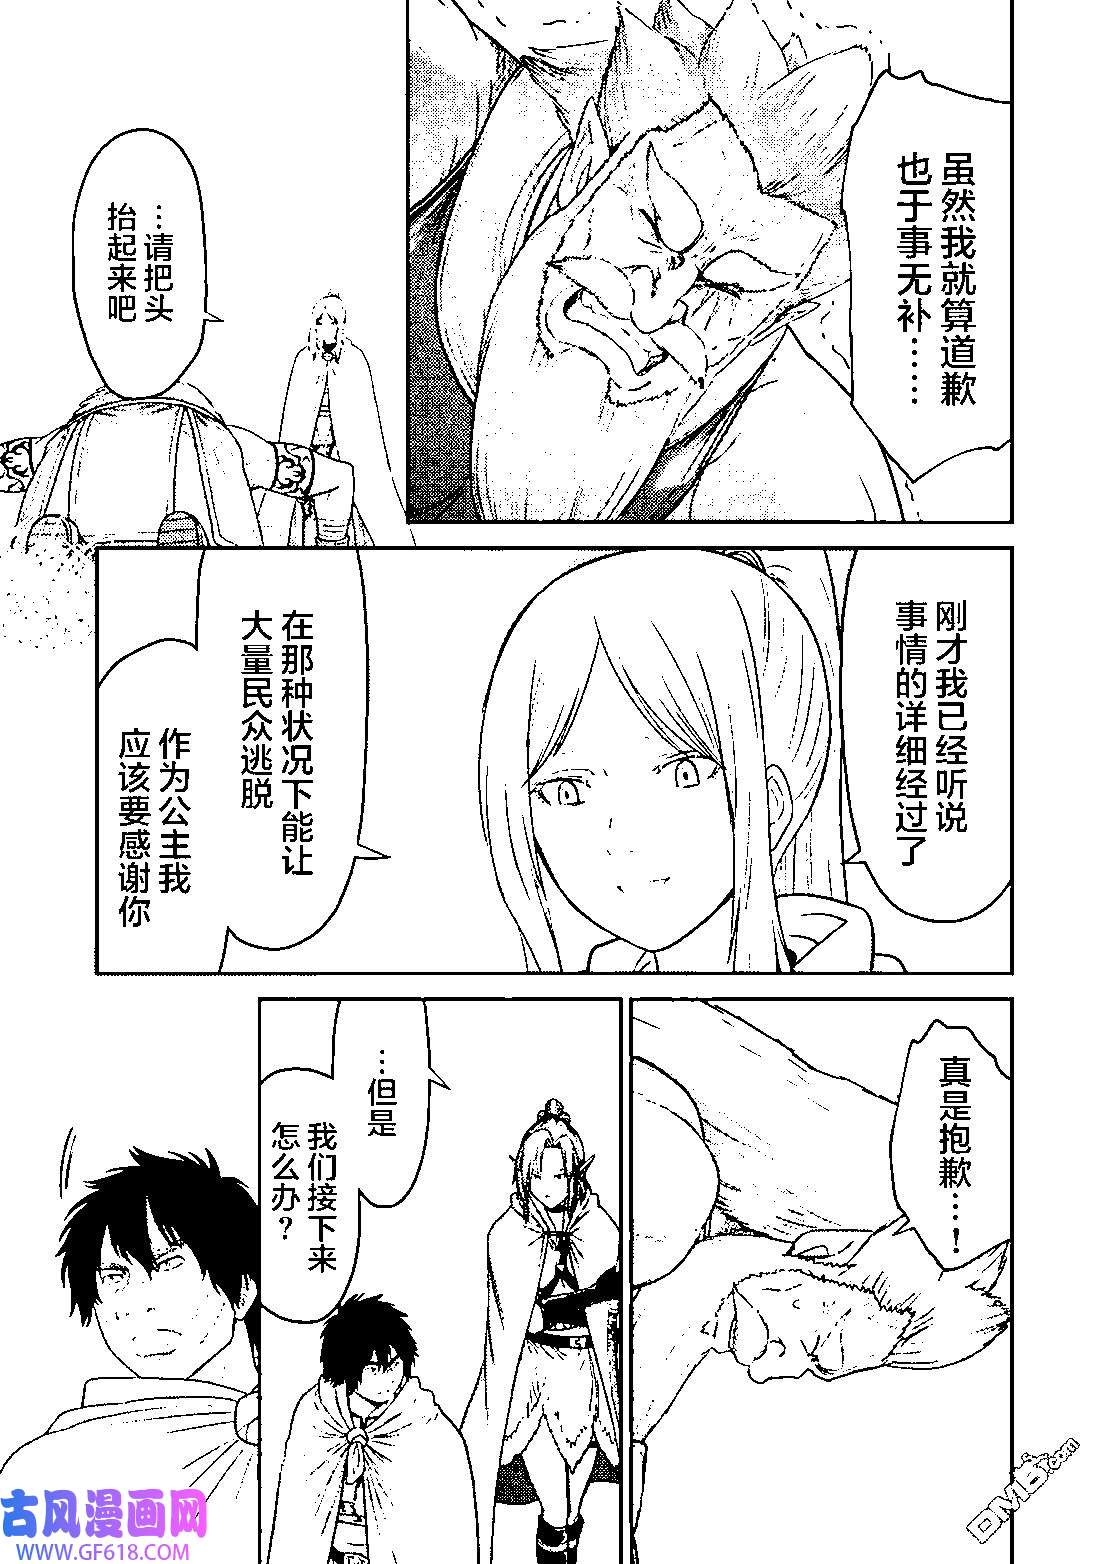 虽然我就算道歉
也于事无补……
…请把头
抬起来吧
刚才我已经听说
事情的详细经过了
在那种状况下能让
大量民众逃脱
作为公主我
应该要感谢你
真是抱歉…！
…但是
我们接下来
怎么办？
古风漫画网
WWW.GF618.COM
DMBJ.com